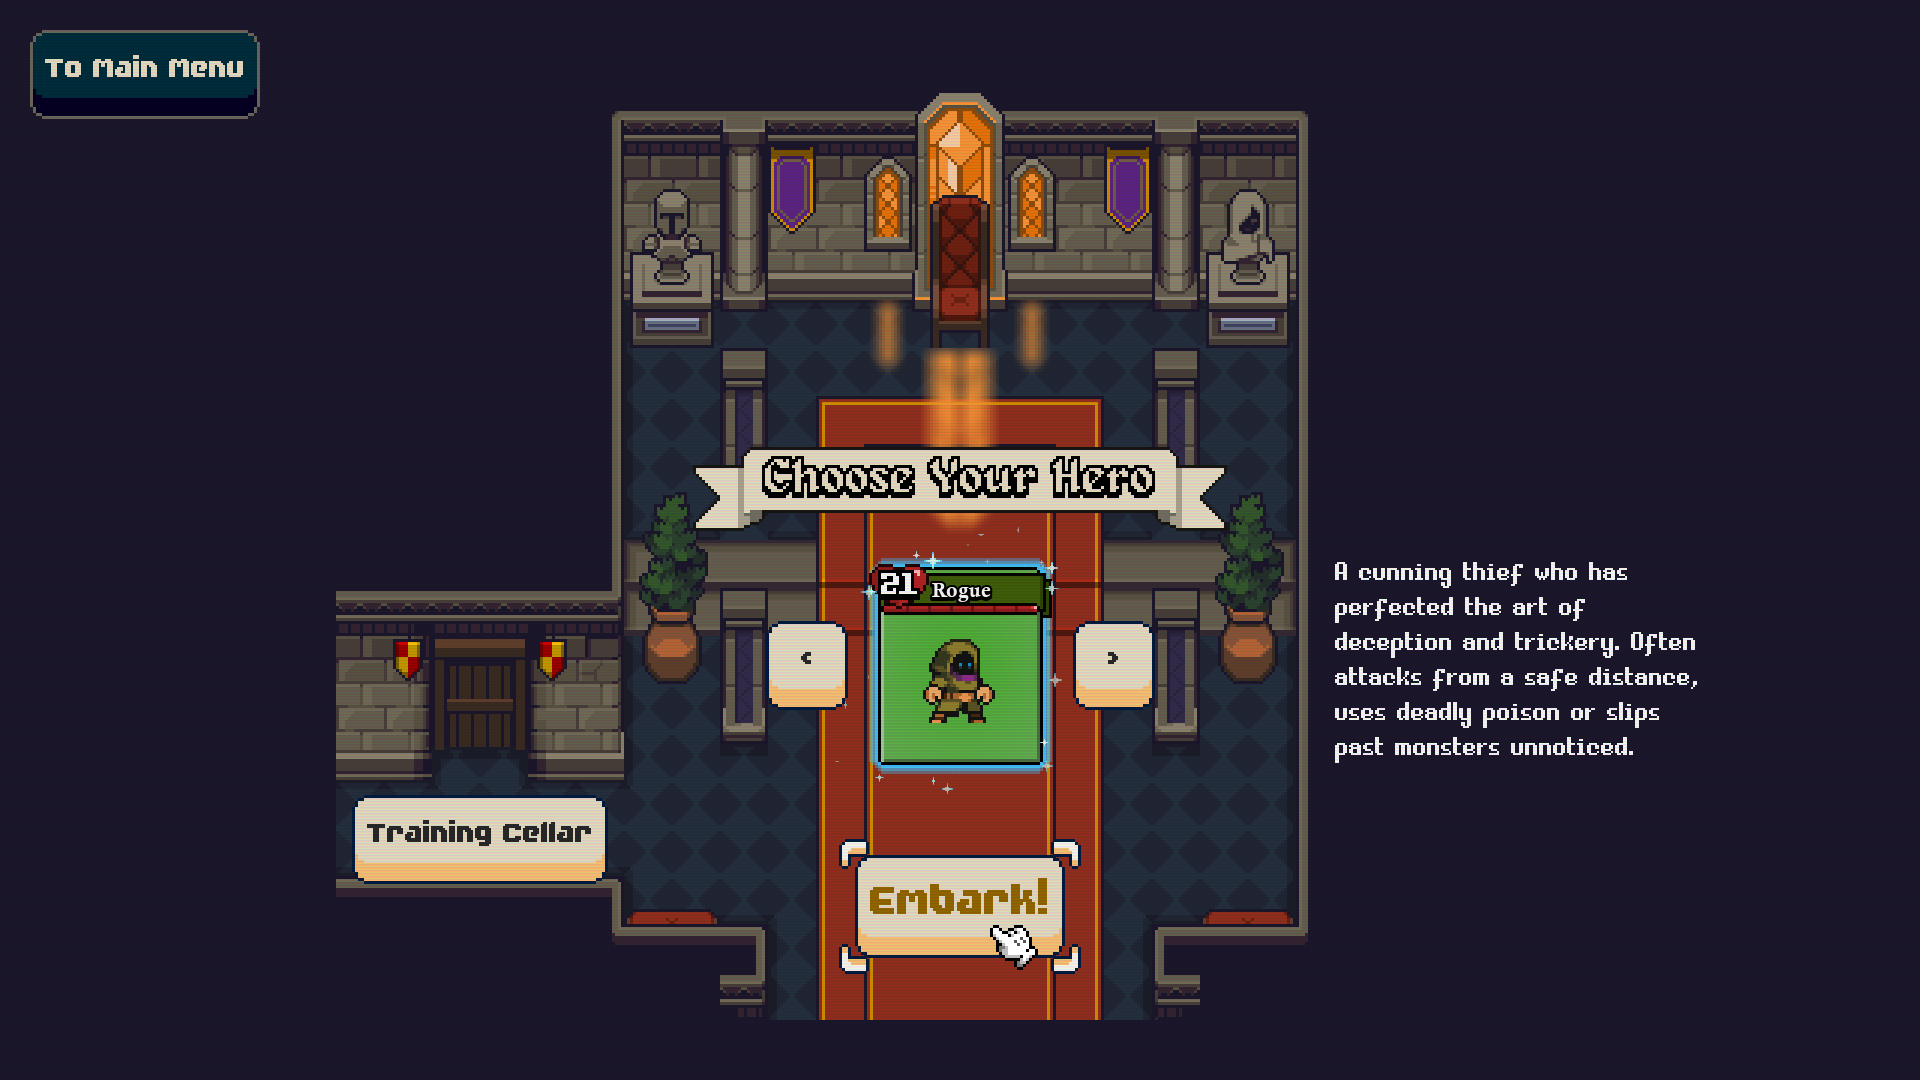 To Main Menu
Choose Your Hero
21 Rogue
<
>
A cunning thief who has
perfected the art of
deception and trickery. Often
attacks from a safe distance,
uses deadly poison or slips
past monsters unnoticed.
Training Cellar
Embark!